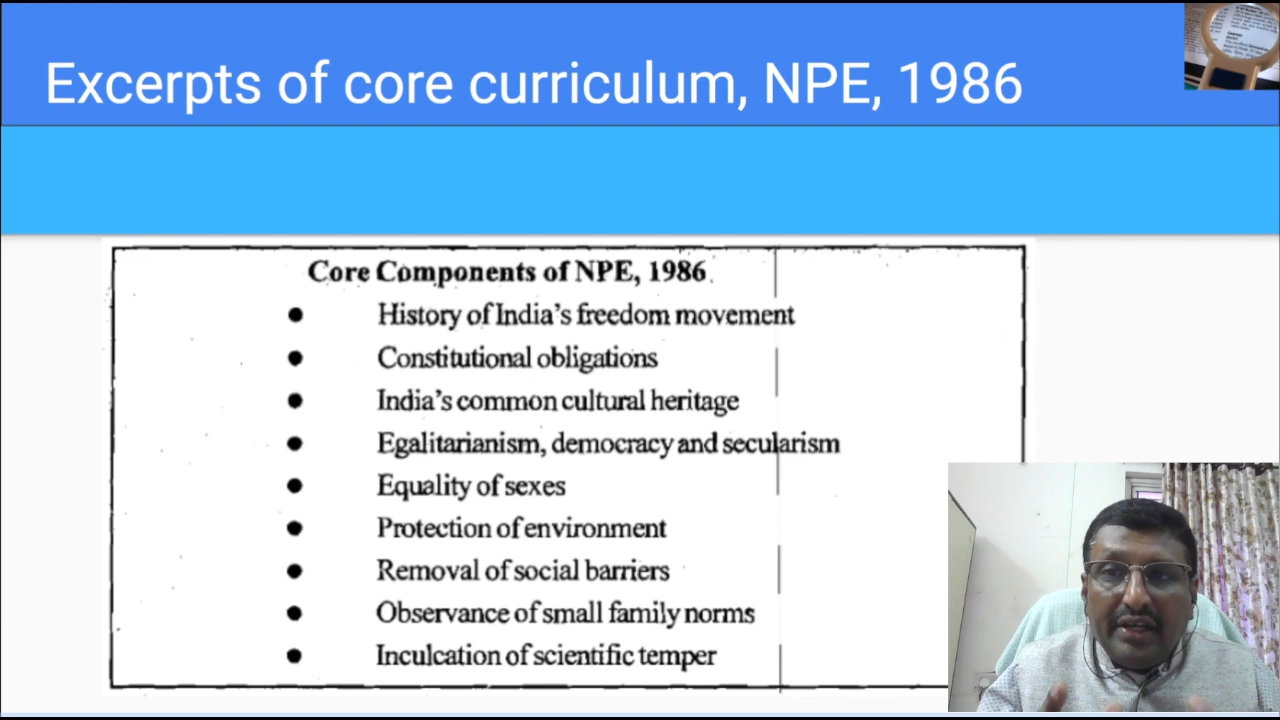 Excerpts of core curriculum, NPE, 1986
Core Components of NPE, 1986
● History of India's freedom movement
● Constitutional obligations
● India's common cultural heritage
● Egalitarianism, democracy and secularism
● Equality of sexes
● Protection of environment
● Removal of social barriers
● Observance of small family norms
● Inculcation of scientific temper